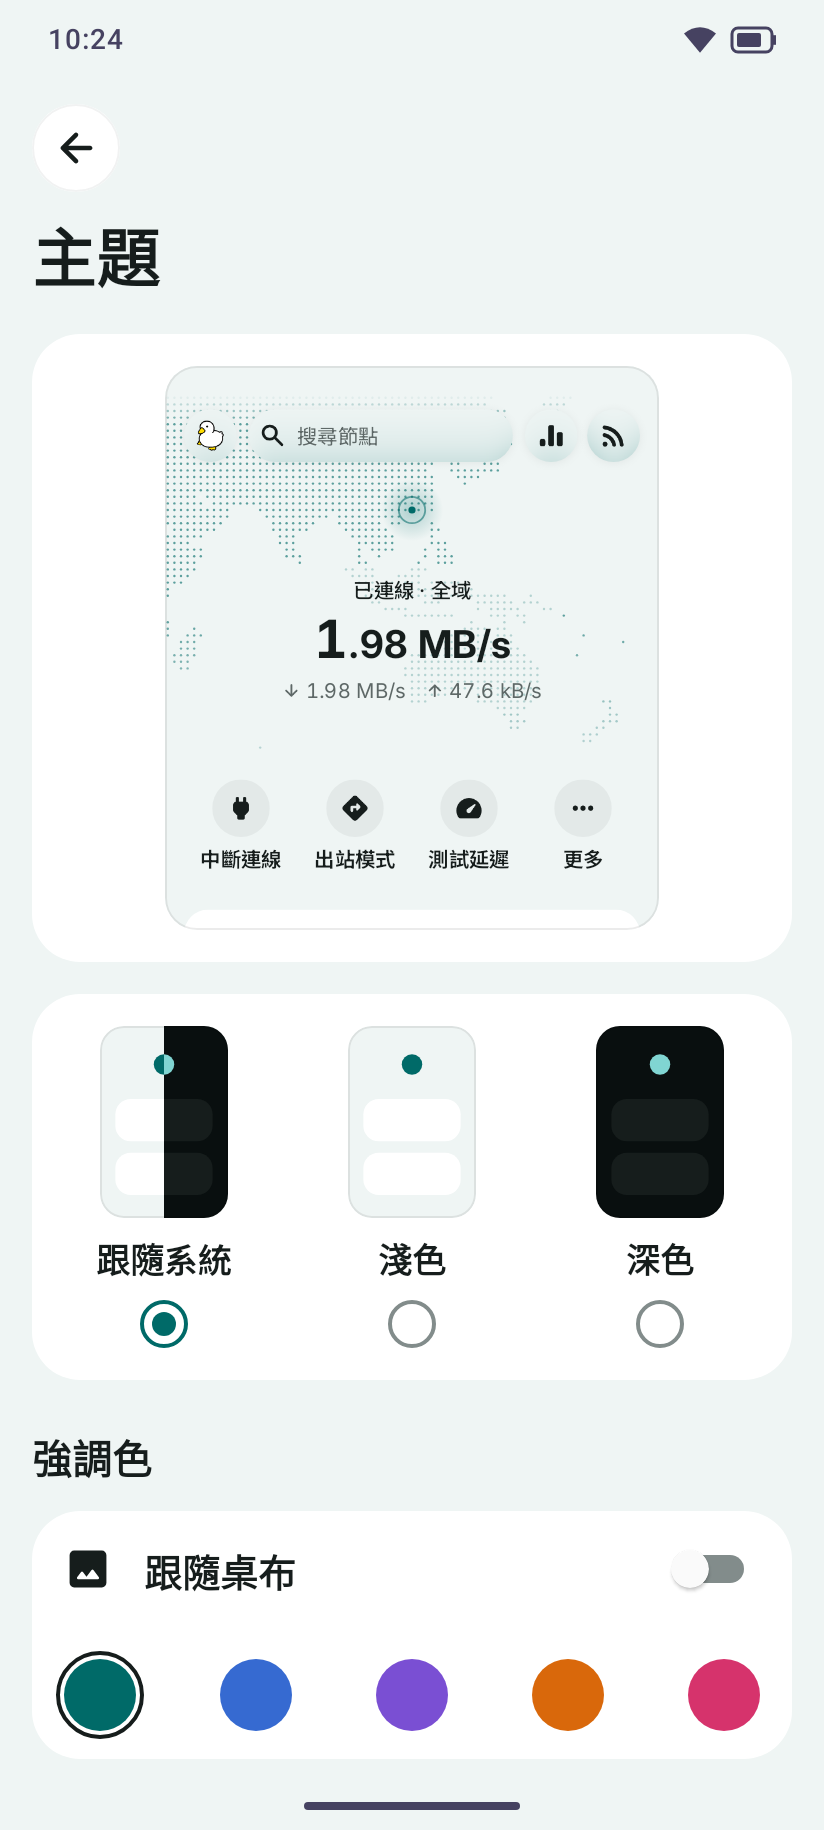 10:24
主題
搜尋節點
已連線 · 全域
1.98 MB/s
↓ 1.98 MB/s ↑ 47.6 kB/s
中斷連線 出站模式 測試延遲 更多
跟隨系統 淺色 深色
強調色
跟隨桌布